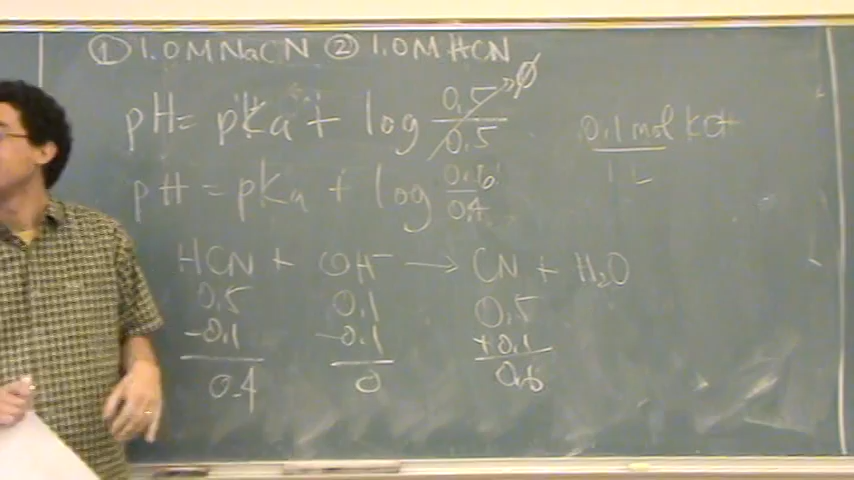 ① 1.0 M NaCN ② 1.0 M HCN
pH = pKa + log 0.5/0.5 → 0
0.1 mol KOH
1 L
pH = pKa + log 0.6/0.4
HCN + OH⁻ → CN + H₂O
0.5 0.1 0.5
-0.1 -0.1 +0.1
0.4 0 0.6